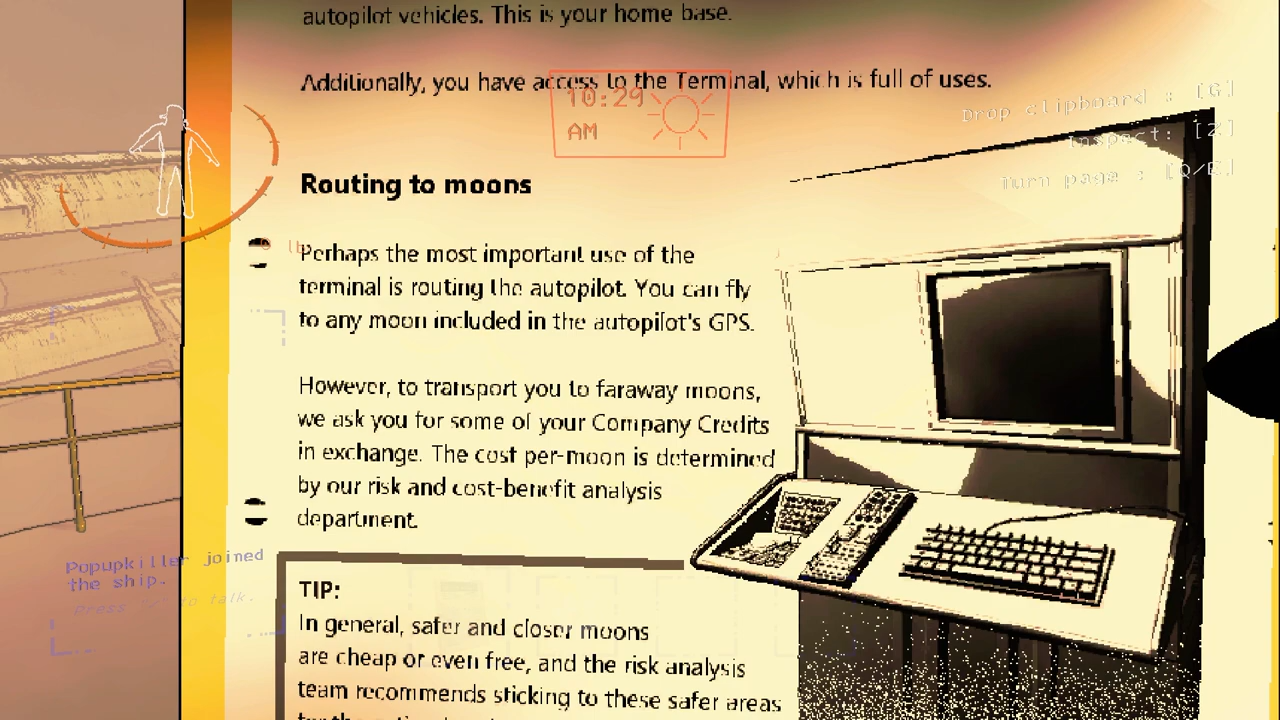 autopilot vehicles. This is your home base.
Additionally, you have access to the Terminal, which is full of uses.
10:29
AM
Drop clipboard : [G]
Inspect: [Z]
Turn page : [Q/E]
Routing to moons
Perhaps the most important use of the
terminal is routing the autopilot. You can fly
to any moon included in the autopilot's GPS.
However, to transport you to faraway moons,
we ask you for some of your Company Credits
in exchange. The cost per-moon is determined
by our risk and cost-benefit analysis
department.
Popupkiller joined
the ship.
Press to talk.
TIP:
In general, safer and closer moons
are cheap or even free, and the risk analysis
team recommends sticking to these safer areas
for the